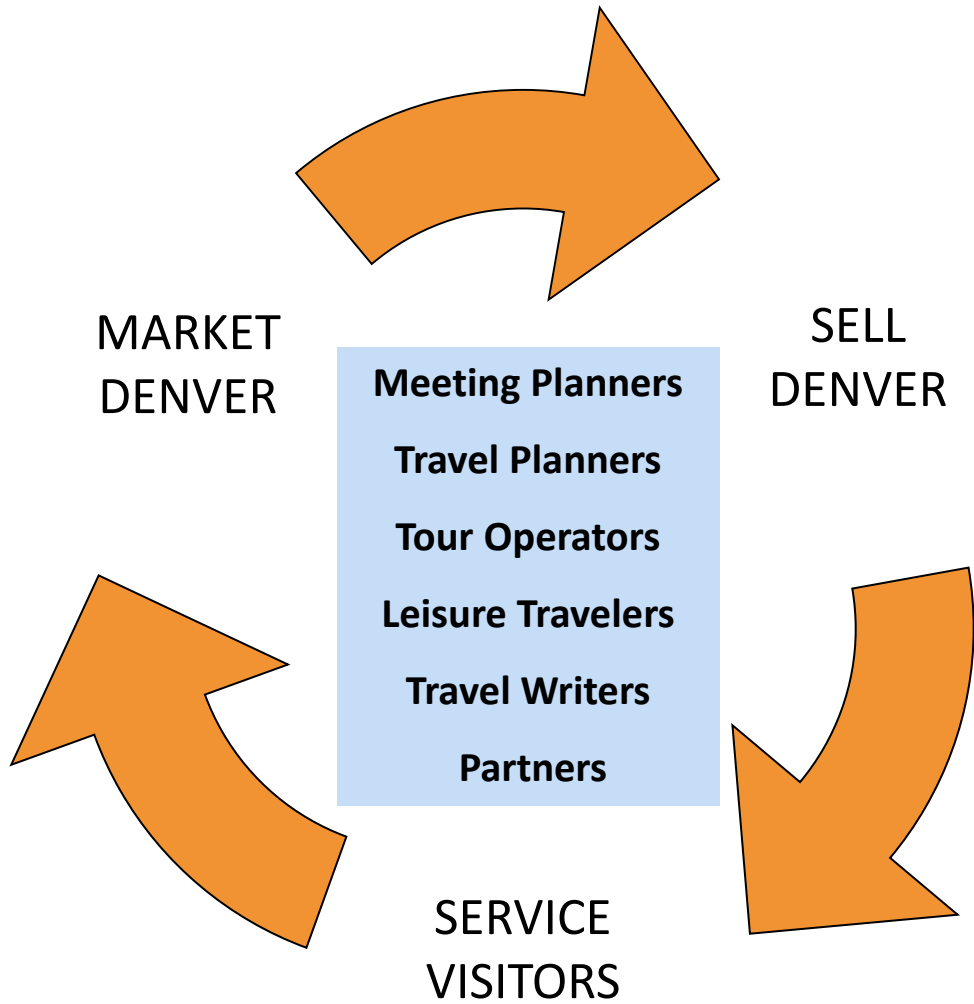 MARKET
DENVER
SELL
DENVER
Meeting Planners
Travel Planners
Tour Operators
Leisure Travelers
Travel Writers
Partners
SERVICE
VISITORS